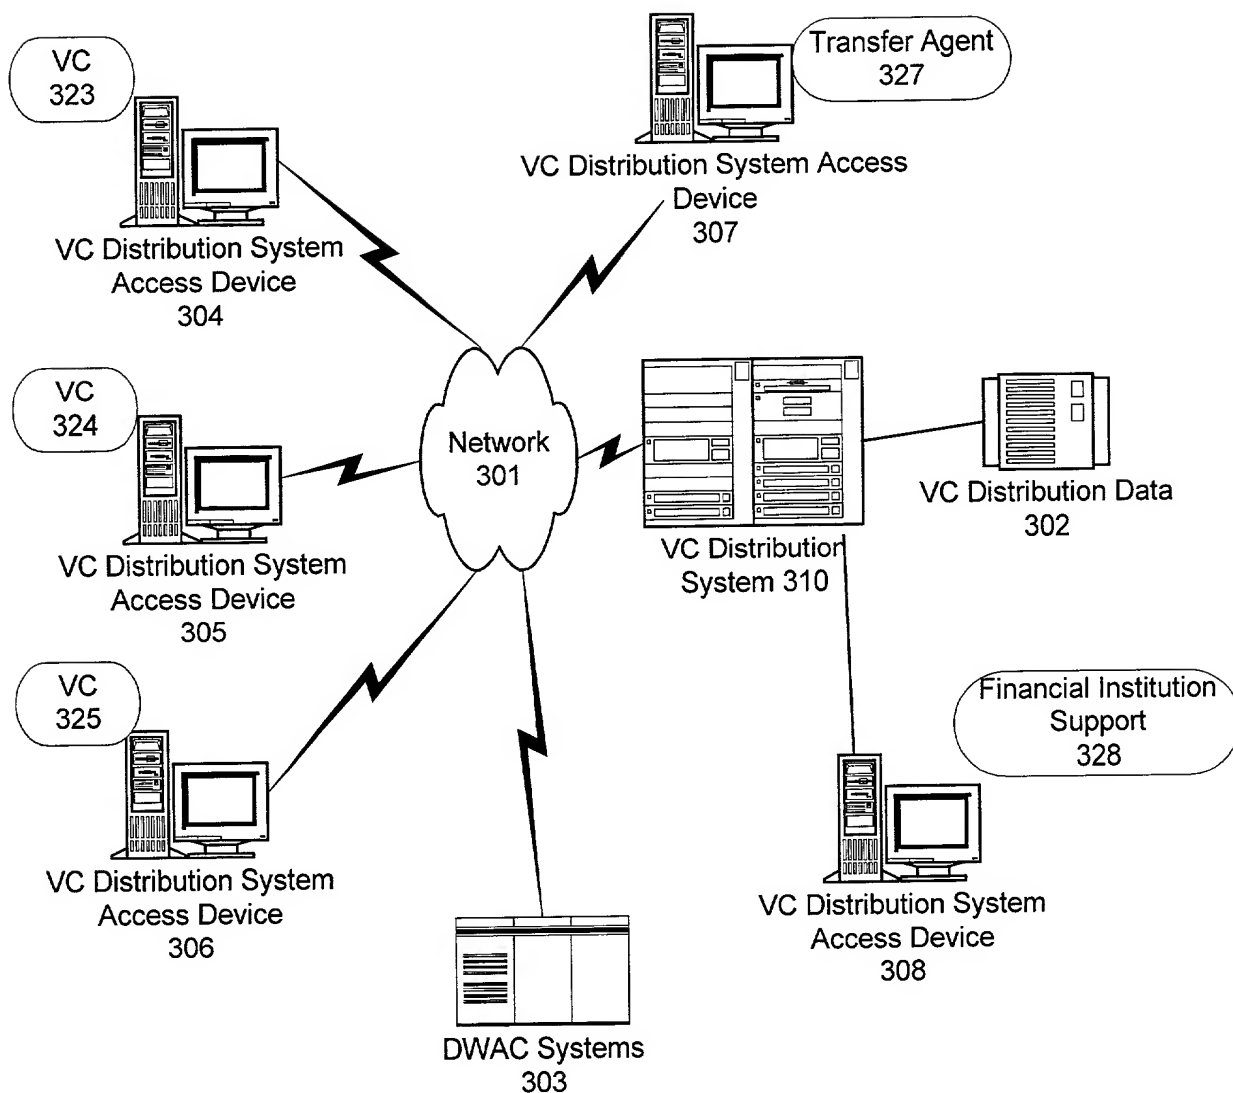 VC
323
VC Distribution System
Access Device
304
Transfer Agent
327
VC Distribution System Access
Device
307
VC
324
VC Distribution System
Access Device
305
Network
301
VC Distribution
System 310
VC Distribution Data
302
VC
325
VC Distribution System
Access Device
306
Financial Institution
Support
328
VC Distribution System
Access Device
308
DWAC Systems
303